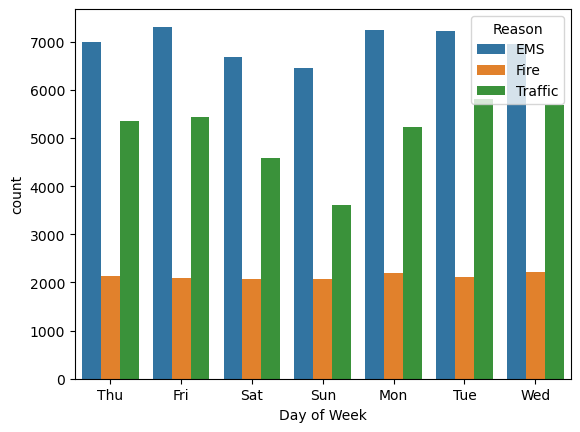 Reason
EMS
Fire
Traffic
7000
6000
5000
4000
3000
2000
1000
0
count
Thu Fri Sat Sun Mon Tue Wed
Day of Week